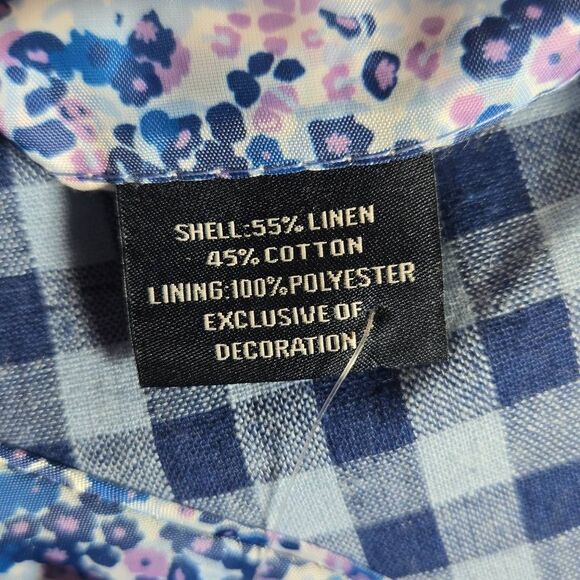 SHELL:55% LINEN
45% COTTON
LINING:100% POLYESTER
EXCLUSIVE OF
DECORATION